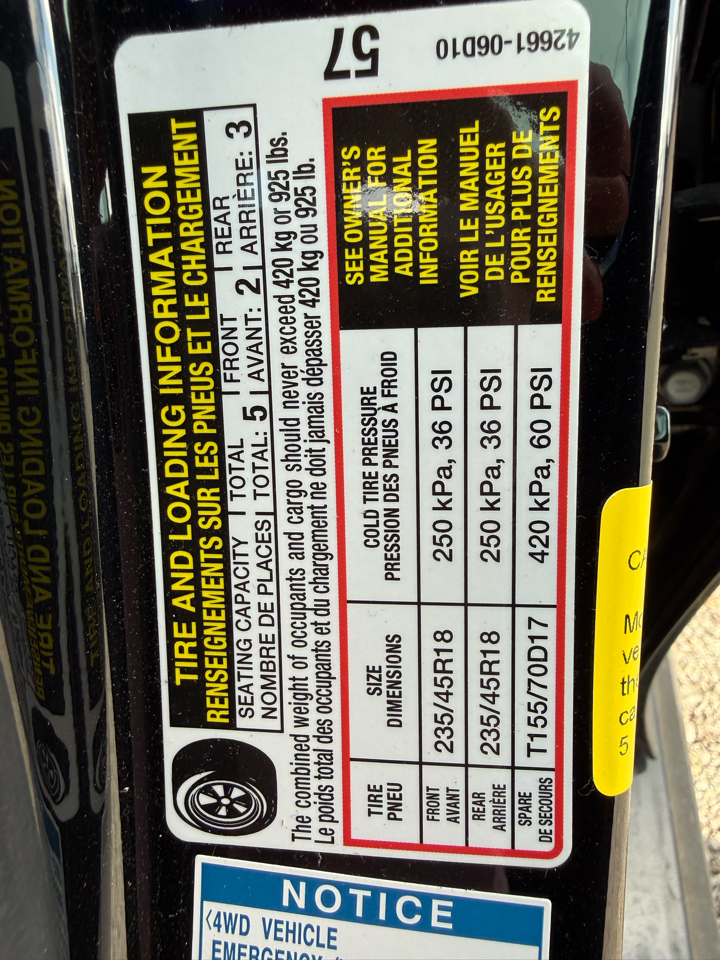 TIRE AND LOADING INFORMATION
RENSEIGNEMENTS SUR LES PNEUS ET LE CHARGEMENT
SEATING CAPACITY TOTAL FRONT REAR
NOMBRE DE PLACES TOTAL: 5 AVANT: 2 ARRIÈRE: 3
The combined weight of occupants and cargo should never exceed 420 kg or 925 lbs.
Le poids total des occupants et du chargement ne doit jamais dépasser 420 kg ou 925 lb.
TIRE SIZE COLD TIRE PRESSURE
PNEU DIMENSIONS PRESSION DES PNEUS À FROID
FRONT
AVANT 235/45R18 250 kPa, 36 PSI
REAR
ARRIÈRE 235/45R18 250 kPa, 36 PSI
SPARE
DE SECOURS T155/70D17 420 kPa, 60 PSI
SEE OWNER'S
MANUAL FOR
ADDITIONAL
INFORMATION
VOIR LE MANUEL
DE L'USAGER
POUR PLUS DE
RENSEIGNEMENTS
57
42661-06D10
NOTICE
<4WD VEHICLE
EMERGENCY
5